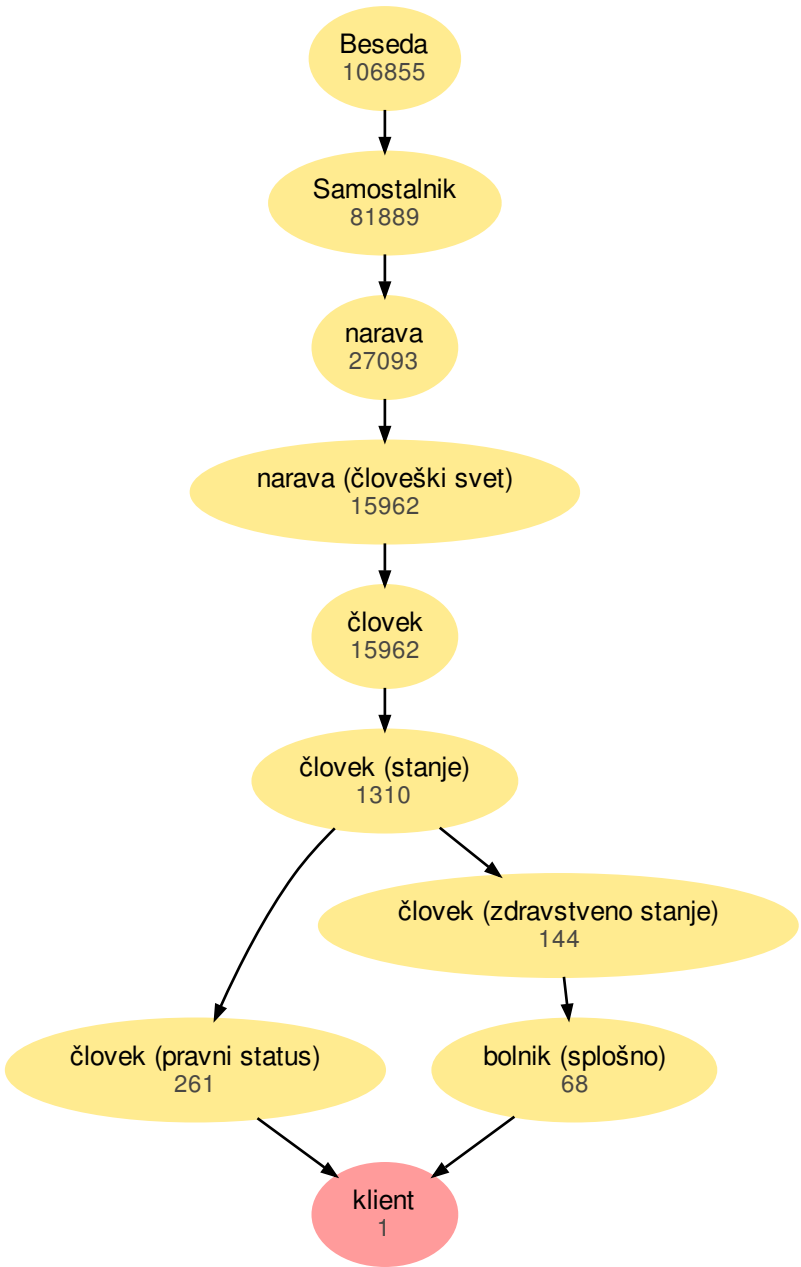 Beseda
106855
Samostalnik
81889
narava
27093
narava (človeški svet)
15962
človek
15962
človek (stanje)
1310
človek (zdravstveno stanje)
144
človek (pravni status)
261
bolnik (splošno)
68
klient
1